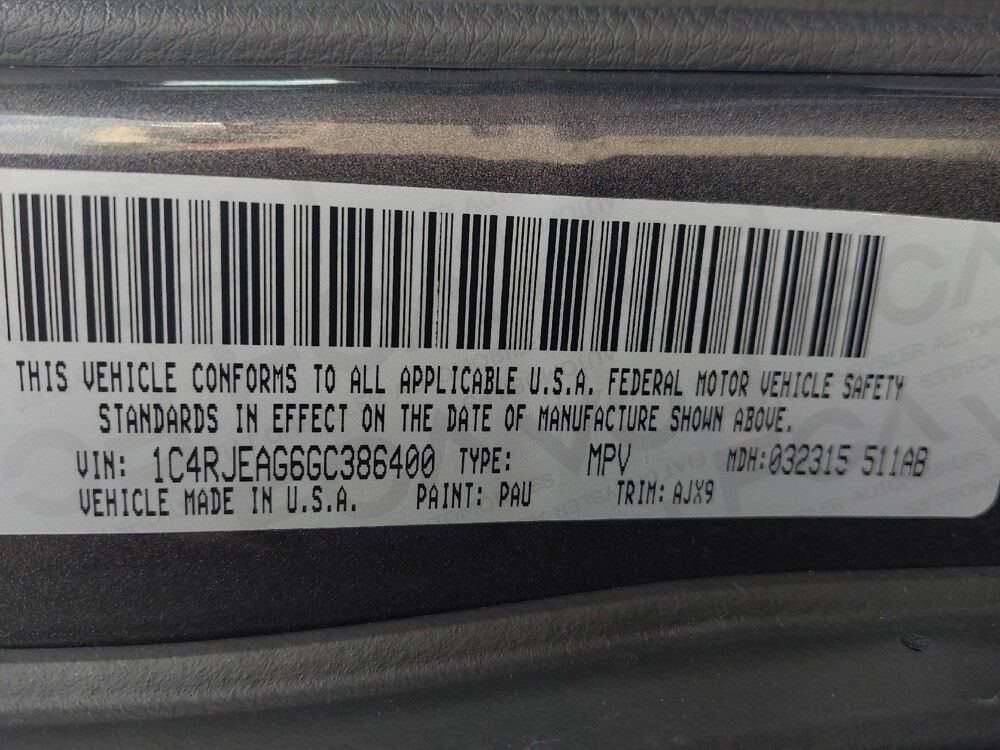 THIS VEHICLE CONFORMS TO ALL APPLICABLE U.S.A. FEDERAL MOTOR VEHICLE SAFETY
STANDARDS IN EFFECT ON THE DATE OF MANUFACTURE SHOWN ABOVE.
VIN: 1C4RJEAG6GC386400 TYPE: MPV MDH:032315 511AB
VEHICLE MADE IN U.S.A. PAINT: PAU TRIM: AJX9